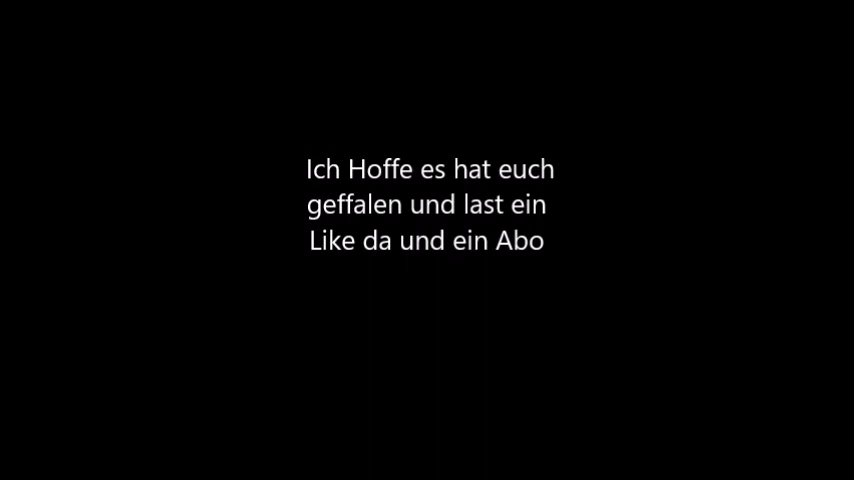 Ich Hoffe es hat euch
geffalen und last ein
Like da und ein Abo